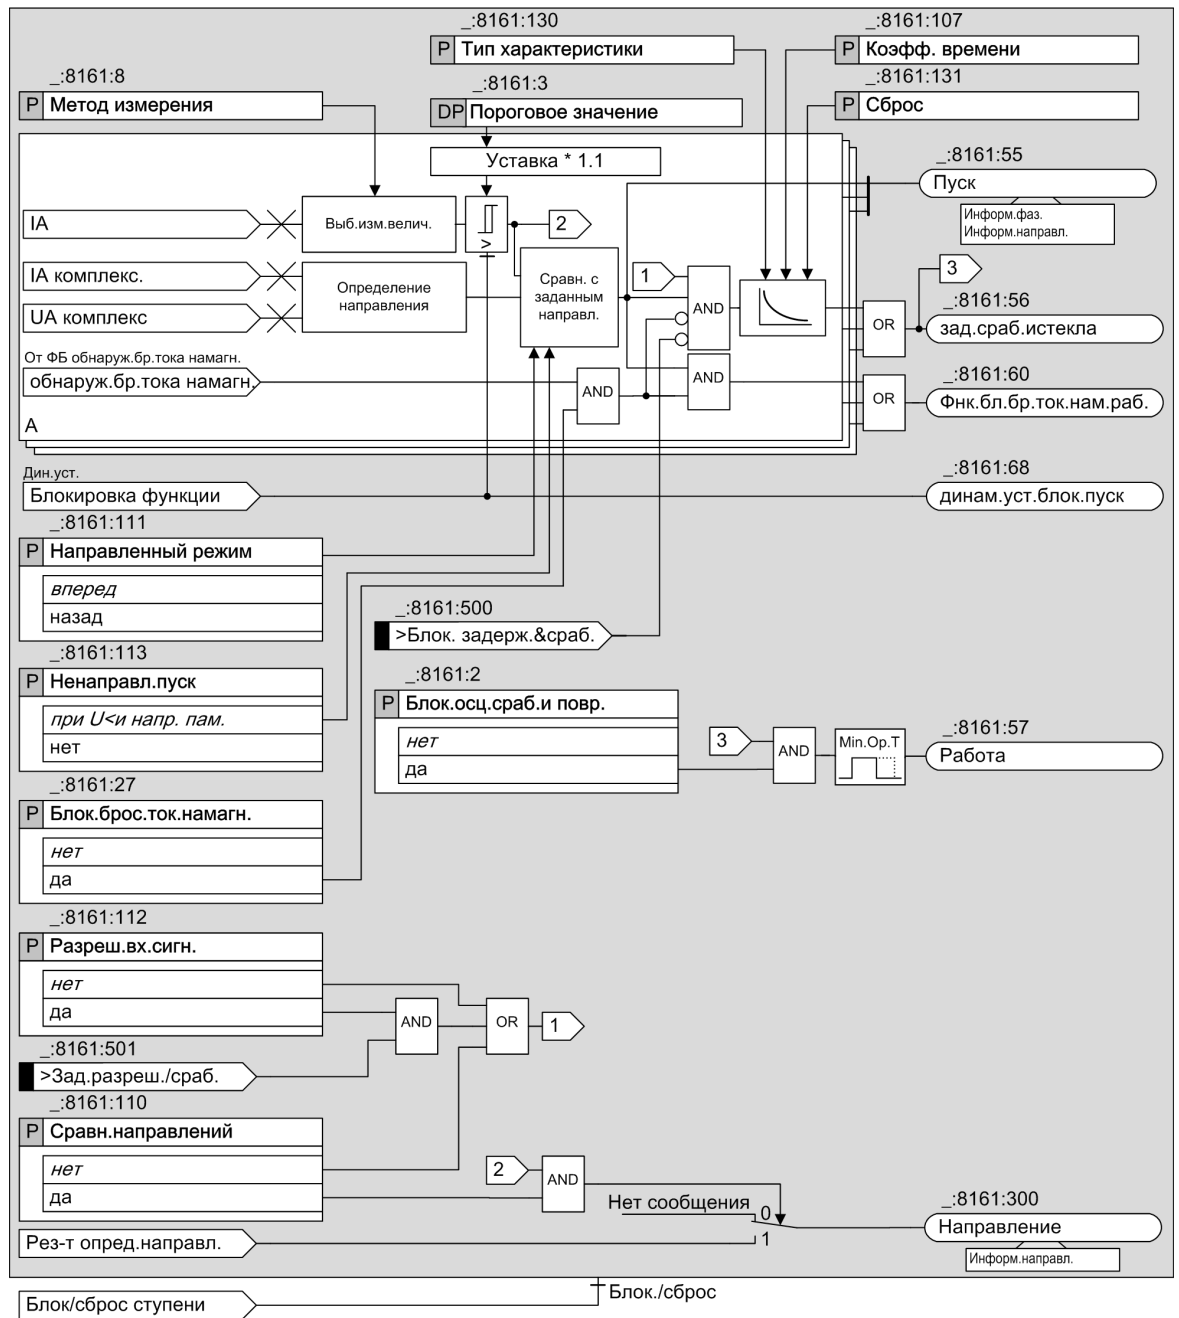 _:8161:130
P Тип характеристики
_:8161:107
P Коэфф. времени
_:8161:8
P Метод измерения
_:8161:3
DP Пороговое значение
_:8161:131
P Сброс
Уставка * 1.1
_:8161:55
Пуск
Информ.фаз.
Информ.направл.
IA
Выб.изм.велич.
>
2
IA комплекс.
UA комплекс
Определение
направления
Сравн. с
заданным
направл.
1
AND
3
OR
_:8161:56
зад.сраб.истекла
От ФБ обнаруж.бр.тока намагн.
обнаруж.бр.тока намагн.
AND
AND
OR
_:8161:60
Фнк.бл.бр.ток.нам.раб.
A
Дин.уст.
Блокировка функции
_:8161:68
динам.уст.блок.пуск
_:8161:111
P Направленный режим
вперед
назад
_:8161:500
>Блок. задерж.&сраб.
_:8161:113
P Ненаправл.пуск
при U<и напр. пам.
нет
_:8161:2
P Блок.осц.сраб.и повр.
нет
да
3
AND
Min.Op.T
_:8161:57
Работа
_:8161:27
P Блок.брос.ток.намагн.
нет
да
_:8161:112
P Разреш.вх.сигн.
нет
да
AND
OR
1
_:8161:501
>Зад.разреш./сраб.
_:8161:110
P Сравн.направлений
нет
да
2
AND
Нет сообщения
0
1
_:8161:300
Направление
Информ.направл.
Рез-т опред.направл.
Блок./сброс
Блок/сброс ступени